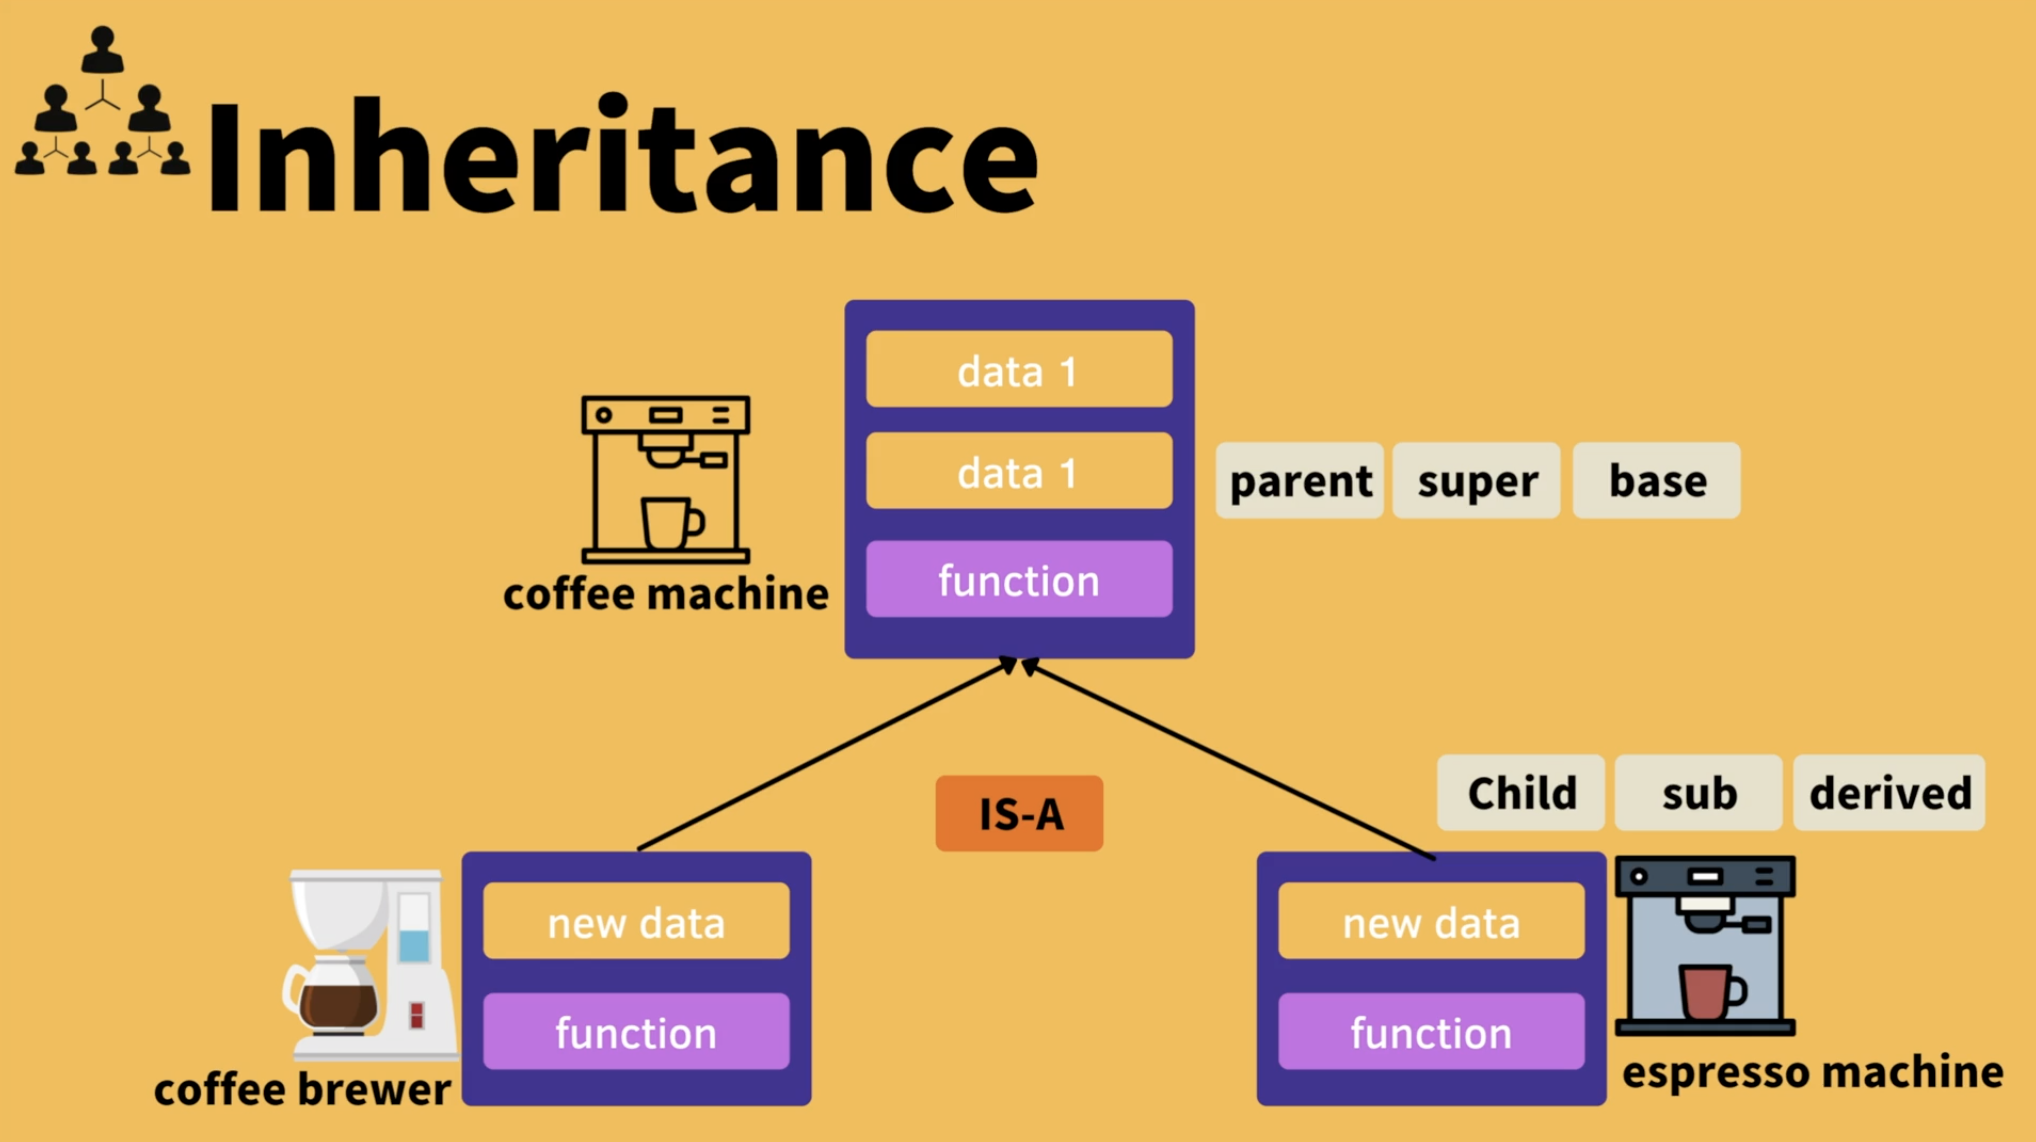 Inheritance
data 1
data 1
function
coffee machine
parent
super
base
IS-A
Child
sub
derived
new data
function
coffee brewer
new data
function
espresso machine